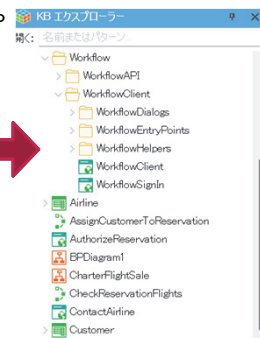 KB エクスプローラー
開く: 名前またはパターン...
Workflow
WorkflowAPI
WorkflowClient
WorkflowDialogs
WorkflowEntryPoints
WorkflowHelpers
WorkflowClient
WorkflowSignIn
Airline
AssignCustomerToReservation
AuthorizeReservation
BPDiagram1
CharterFlightSale
CheckReservationFlights
ContactAirline
Customer